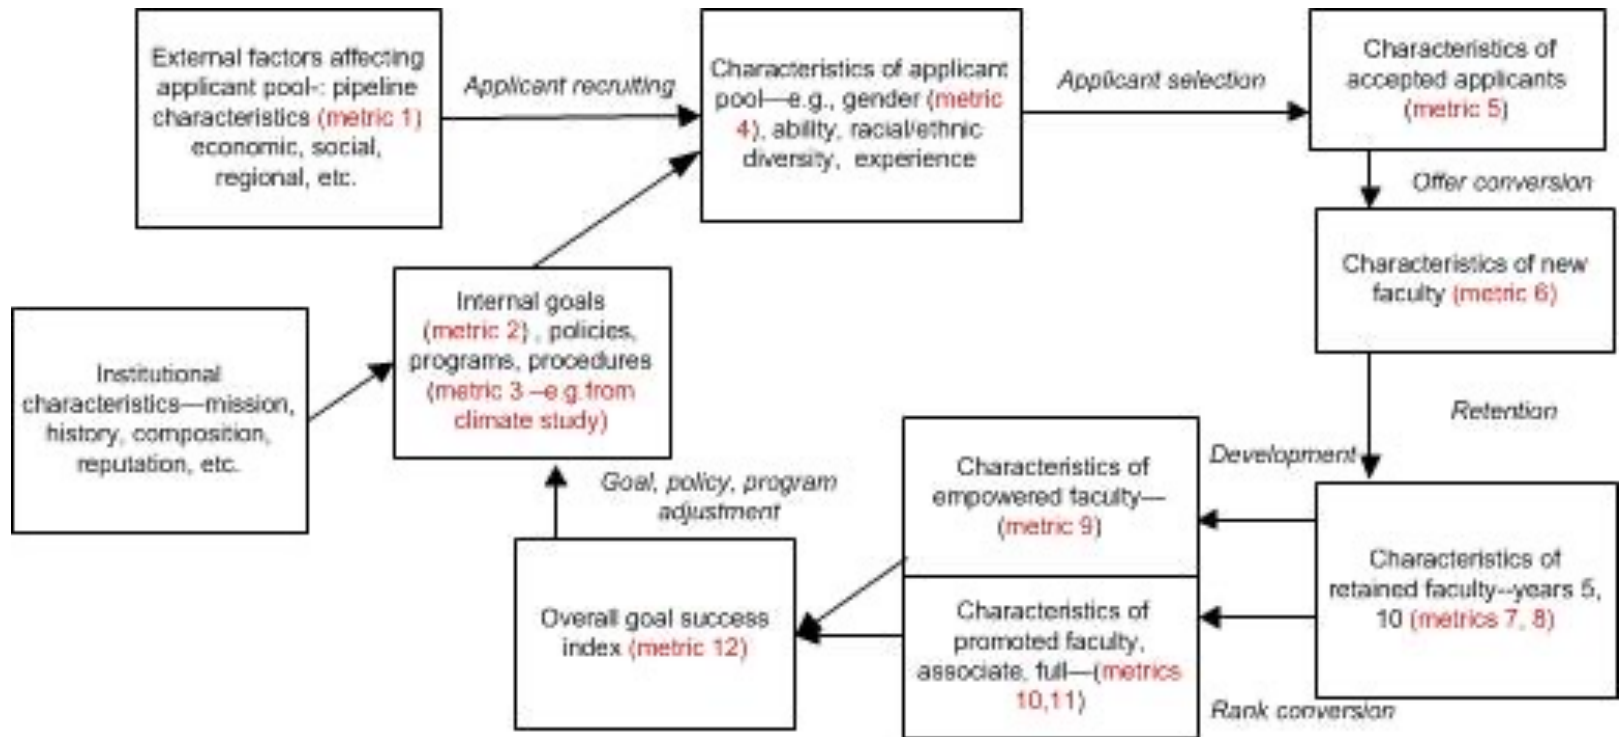 External factors affecting
applicant pool-: pipeline
characteristics (metric 1)
economic, social,
regional, etc.
Applicant recruiting
Characteristics of applicant
pool—e.g., gender (metric
4), ability, racial/ethnic
diversity, experience
Applicant selection
Characteristics of
accepted applicants
(metric 5)
Offer conversion
Characteristics of new
faculty (metric 6)
Retention
Institutional
characteristics—mission,
history, composition,
reputation, etc.
Internal goals
(metric 2) , policies,
programs, procedures
(metric 3 –e.g.from
climate study)
Goal, policy, program
adjustment
Overall goal success
index (metric 12)
Characteristics of
empowered faculty—
(metric 9)
Characteristics of
promoted faculty,
associate, full—(metrics
10,11)
Development
Characteristics of
retained faculty--years 5,
10 (metrics 7, 8)
Rank conversion